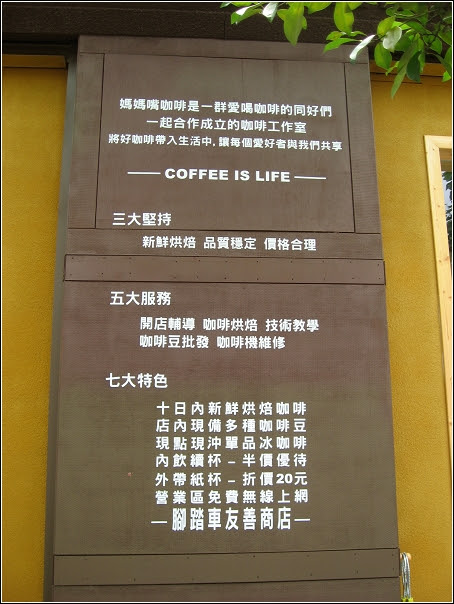 媽媽嘴咖啡是一群愛喝咖啡的同好們
一起合作成立的咖啡工作室
將好咖啡帶入生活中,讓每個愛好者與我們共享
—— COFFEE IS LIFE ——
三大堅持
新鮮烘焙 品質穩定 價格合理
五大服務
開店輔導 咖啡烘焙 技術教學
咖啡豆批發 咖啡機維修
七大特色
十日內新鮮烘焙咖啡
店內現備多種咖啡豆
現點現沖單品冰咖啡
內飲續杯–半價優待
外帶紙杯–折價20元
營業區免費無線上網
—腳踏車友善商店—